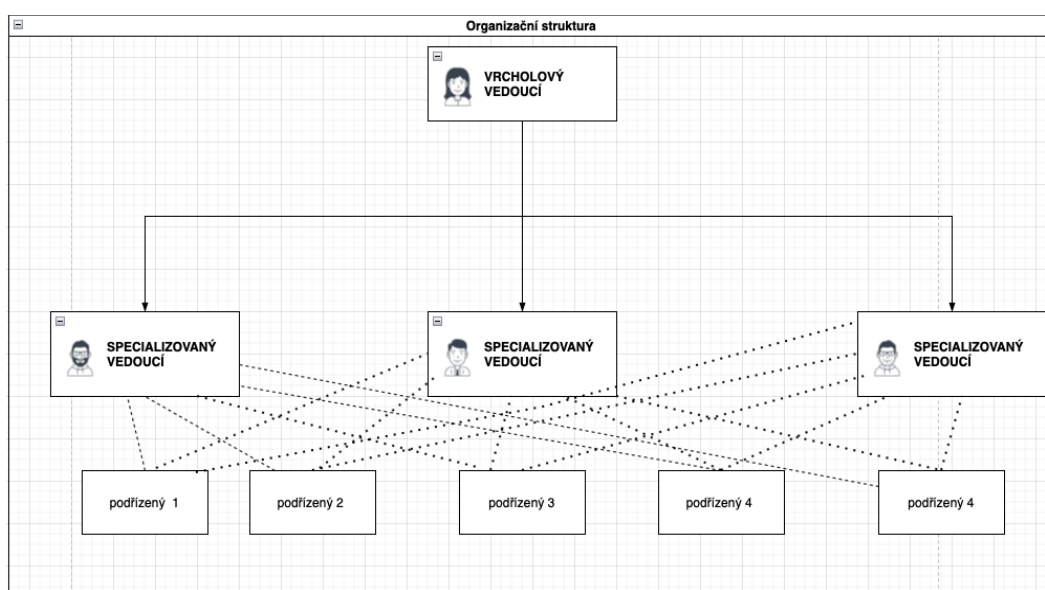 Organizační struktura
VRCHOLOVÝ
VEDOUCÍ
SPECIALIZOVANÝ
VEDOUCÍ
SPECIALIZOVANÝ
VEDOUCÍ
SPECIALIZOVANÝ
VEDOUCÍ
podřízený  1
podřízený 2
podřízený 3
podřízený 4
podřízený 4